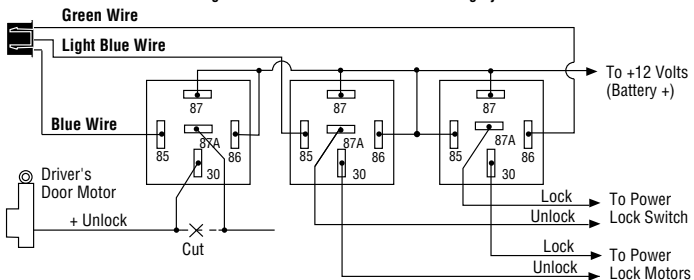 Green Wire
Light Blue Wire
To +12 Volts
(Battery +)
87
87
87
Blue Wire
87A
87A
87A
85
86
85
86
85
86
30
30
30
Driver's
Door Motor
+ Unlock
Cut
Lock
Unlock
To Power
Lock Switch
Lock
Unlock
To Power
Lock Motors